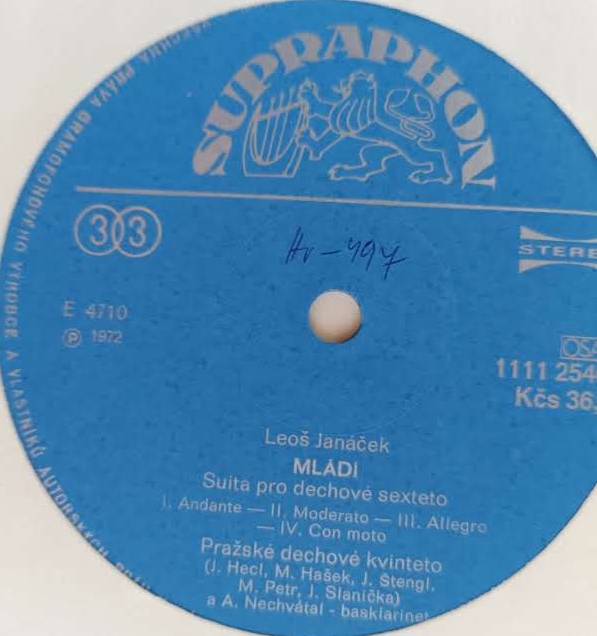 SUPRAPHON
33
Hr - 497
STERE
E 4710
Ⓟ 1972
OSA
1111 254
Kčs 36,
Leoš Janáček
MLÁDÍ
Suita pro dechové sexteto
I. Andante — II. Moderato — III. Allegro
— IV. Con moto
Pražské dechové kvinteto
(J. Hecl, M. Hašek, J. Štengl,
M. Petr, J. Slanička)
a A. Nechvátal - basklarinet
PRÁVA GRAMOFONOVÉHO VÝROBCE A VLASTNÍKŮ AUTORSKÝCH